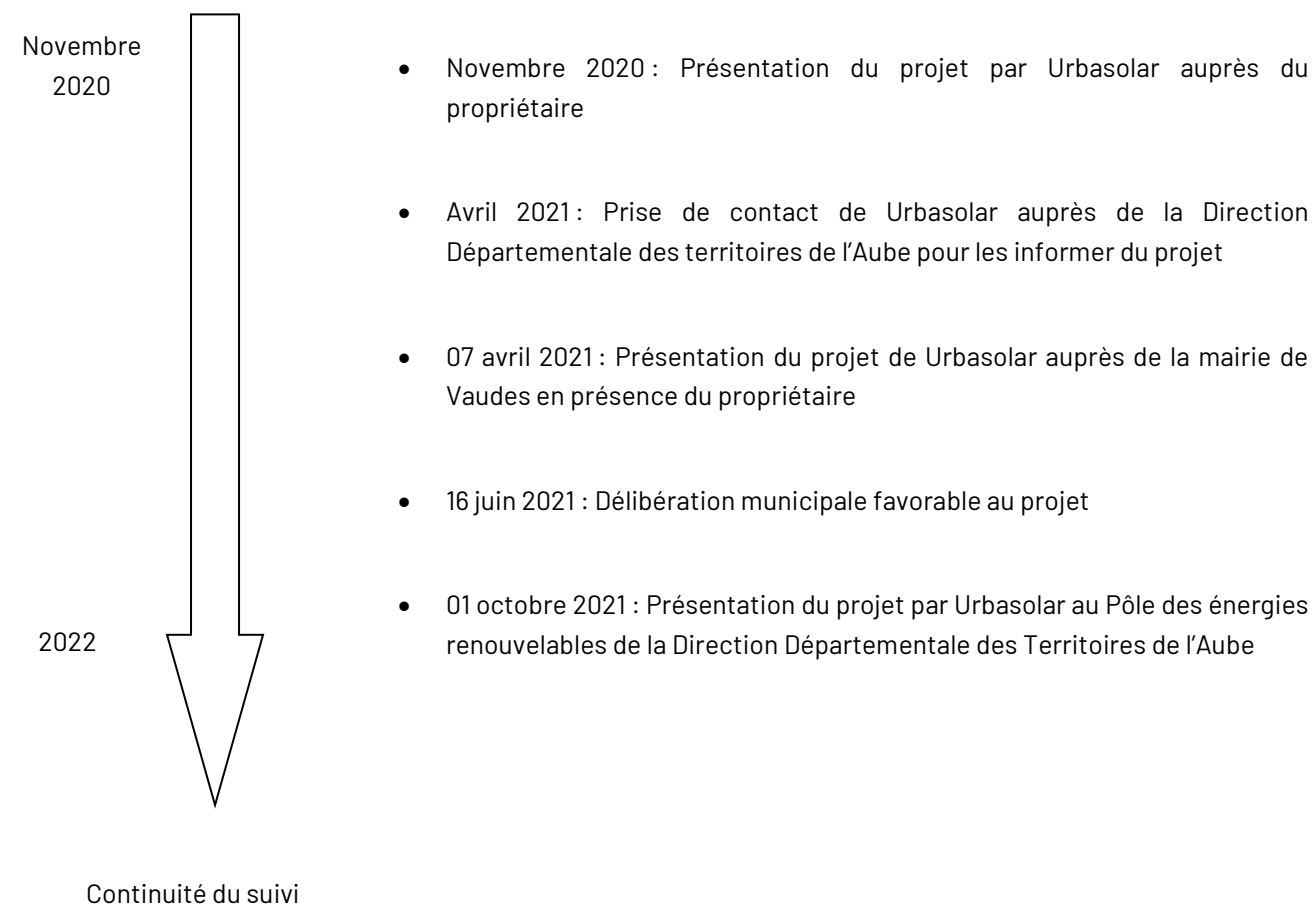 Novembre
2020
• Novembre 2020 : Présentation du projet par Urbasolar auprès du
propriétaire
• Avril 2021 : Prise de contact de Urbasolar auprès de la Direction
Départementale des territoires de l’Aube pour les informer du projet
• 07 avril 2021 : Présentation du projet de Urbasolar auprès de la mairie de
Vaudes en présence du propriétaire
• 16 juin 2021 : Délibération municipale favorable au projet
• 01 octobre 2021 : Présentation du projet par Urbasolar au Pôle des énergies
renouvelables de la Direction Départementale des Territoires de l’Aube
2022
Continuité du suivi